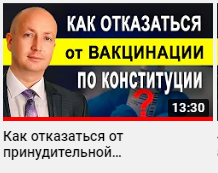 КАК ОТКАЗАТЬСЯ
от ВАКЦИНАЦИИ
ПО КОНСТИТУЦИИ
?
13:30
Как отказаться от
принудительной...